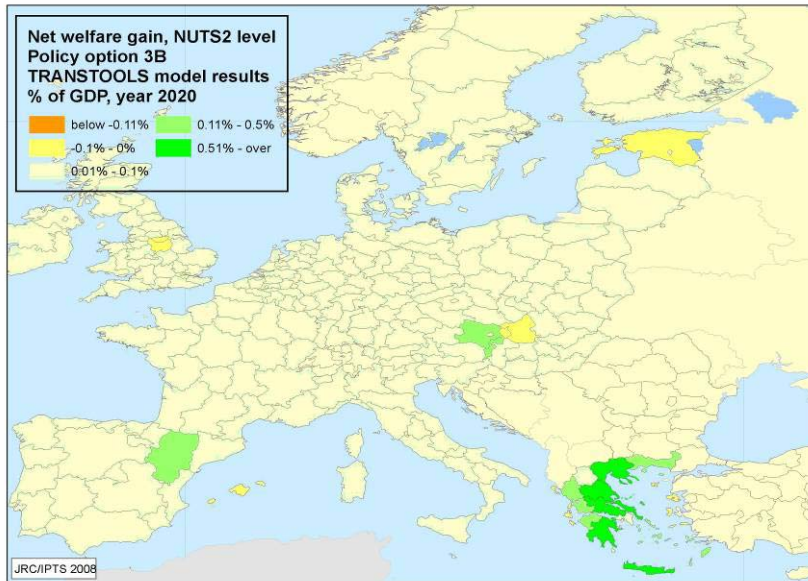 Net welfare gain, NUTS2 level
Policy option 3B
TRANSTOOLS model results
% of GDP, year 2020
below -0.11%
0.11% - 0.5%
-0.1% - 0%
0.51% - over
0.01% - 0.1%
JRC/IPTS 2008